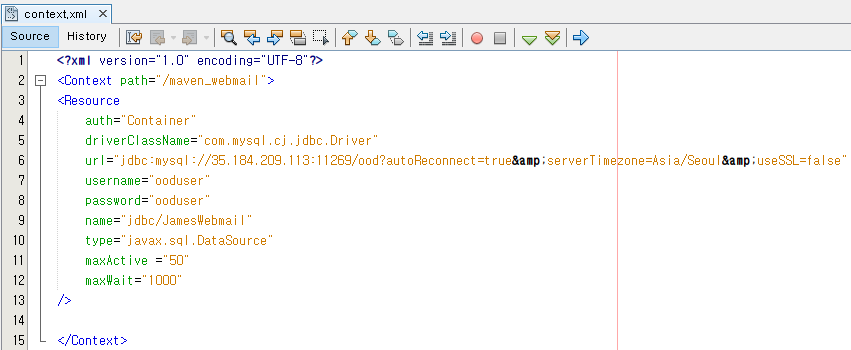 context.xml
Source History
1 <?xml version="1.0" encoding="UTF-8"?>
2 <Context path="/maven_webmail">
3 <Resource
4 auth="Container"
5 driverClassName="com.mysql.cj.jdbc.Driver"
6 url="jdbc:mysql://35.184.209.113:11269/ood?autoReconnect=true&amp;serverTimezone=Asia/Seoul&amp;useSSL=false"
7 username="ooduser"
8 password="ooduser"
9 name="jdbc/JamesWebmail"
10 type="javax.sql.DataSource"
11 maxActive ="50"
12 maxWait="1000"
13 />
14
15 </Context>